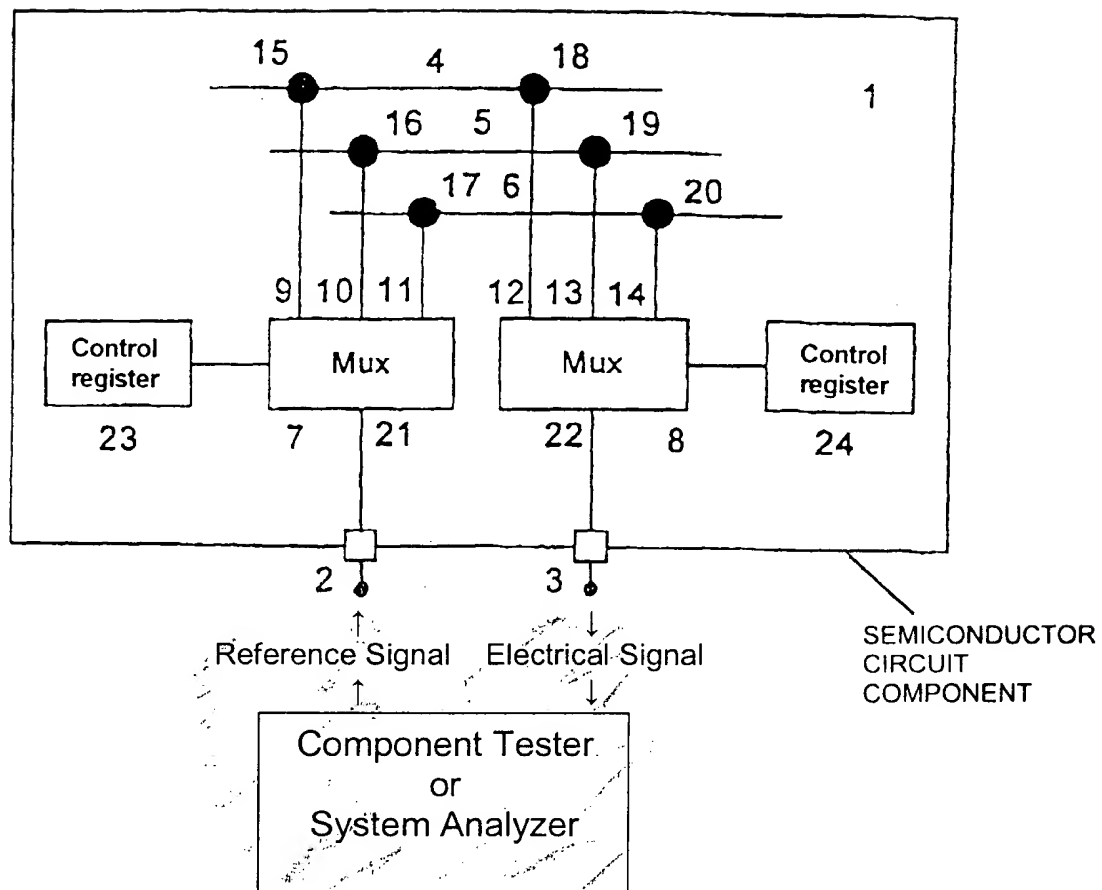 15 4 18
1
16 5 19
17 6 20
9 10 11 12 13 14
Control
register
Mux
Mux
Control
register
23 7 21 22 8 24
2 3
Reference Signal
Electrical Signal
SEMICONDUCTOR
CIRCUIT
COMPONENT
Component Tester
or
System Analyzer